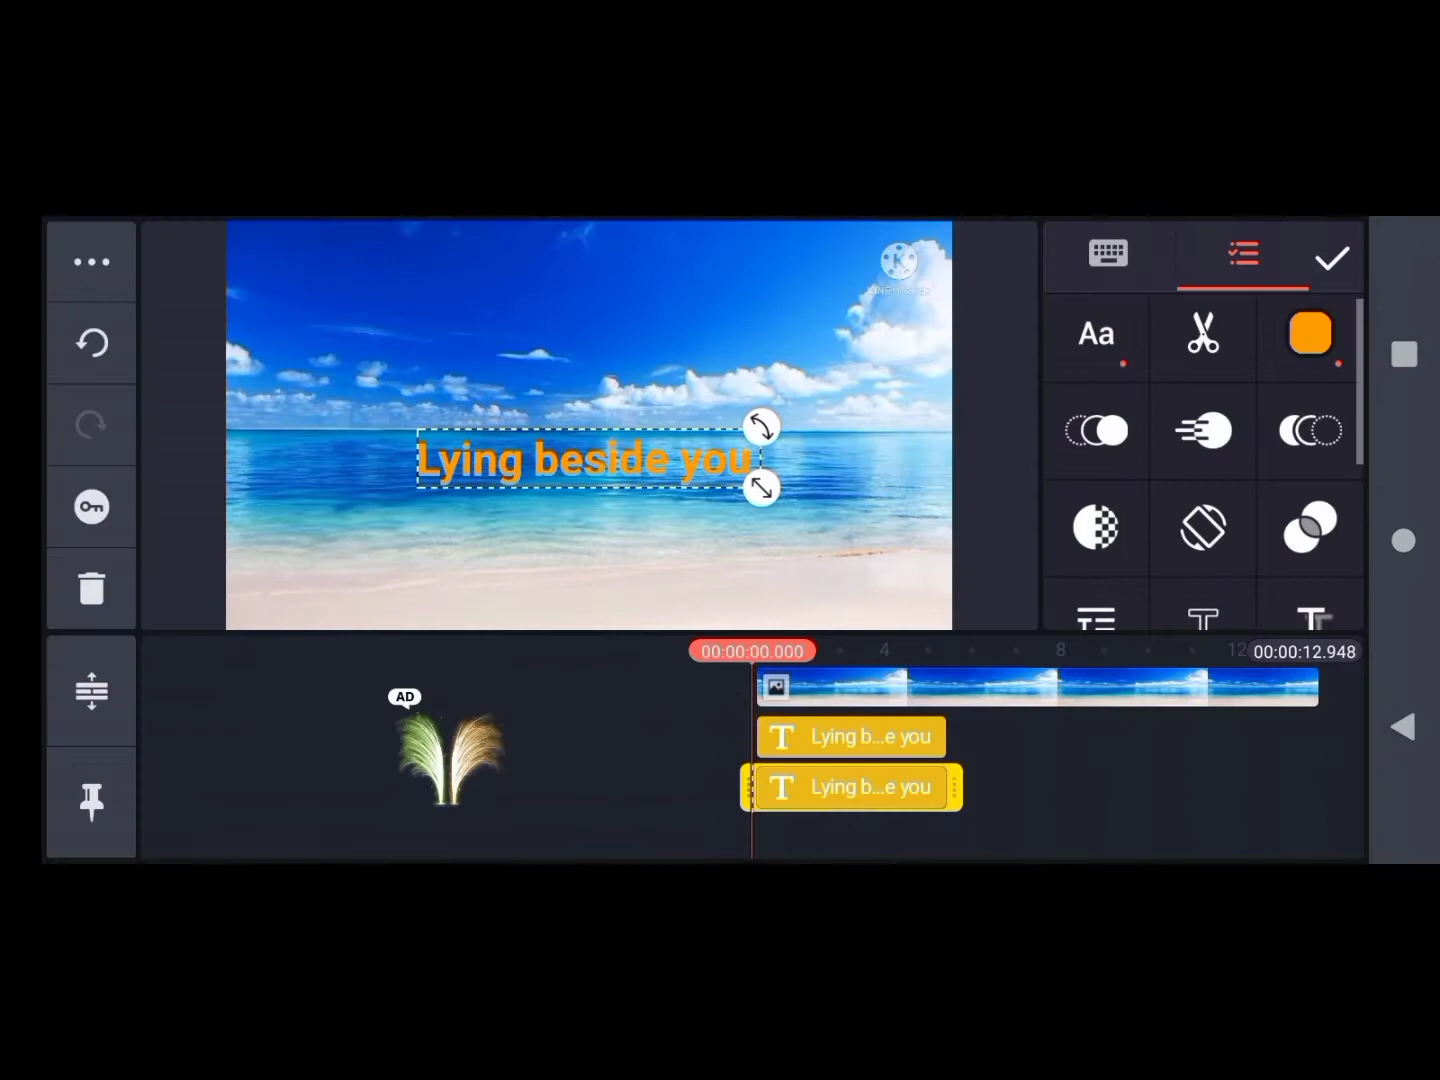 KINEMASTER
Lying beside you
Aa
00:00:00.000
4
8
12
00:00:12.948
AD
T Lying b...e you
T Lying b...e you